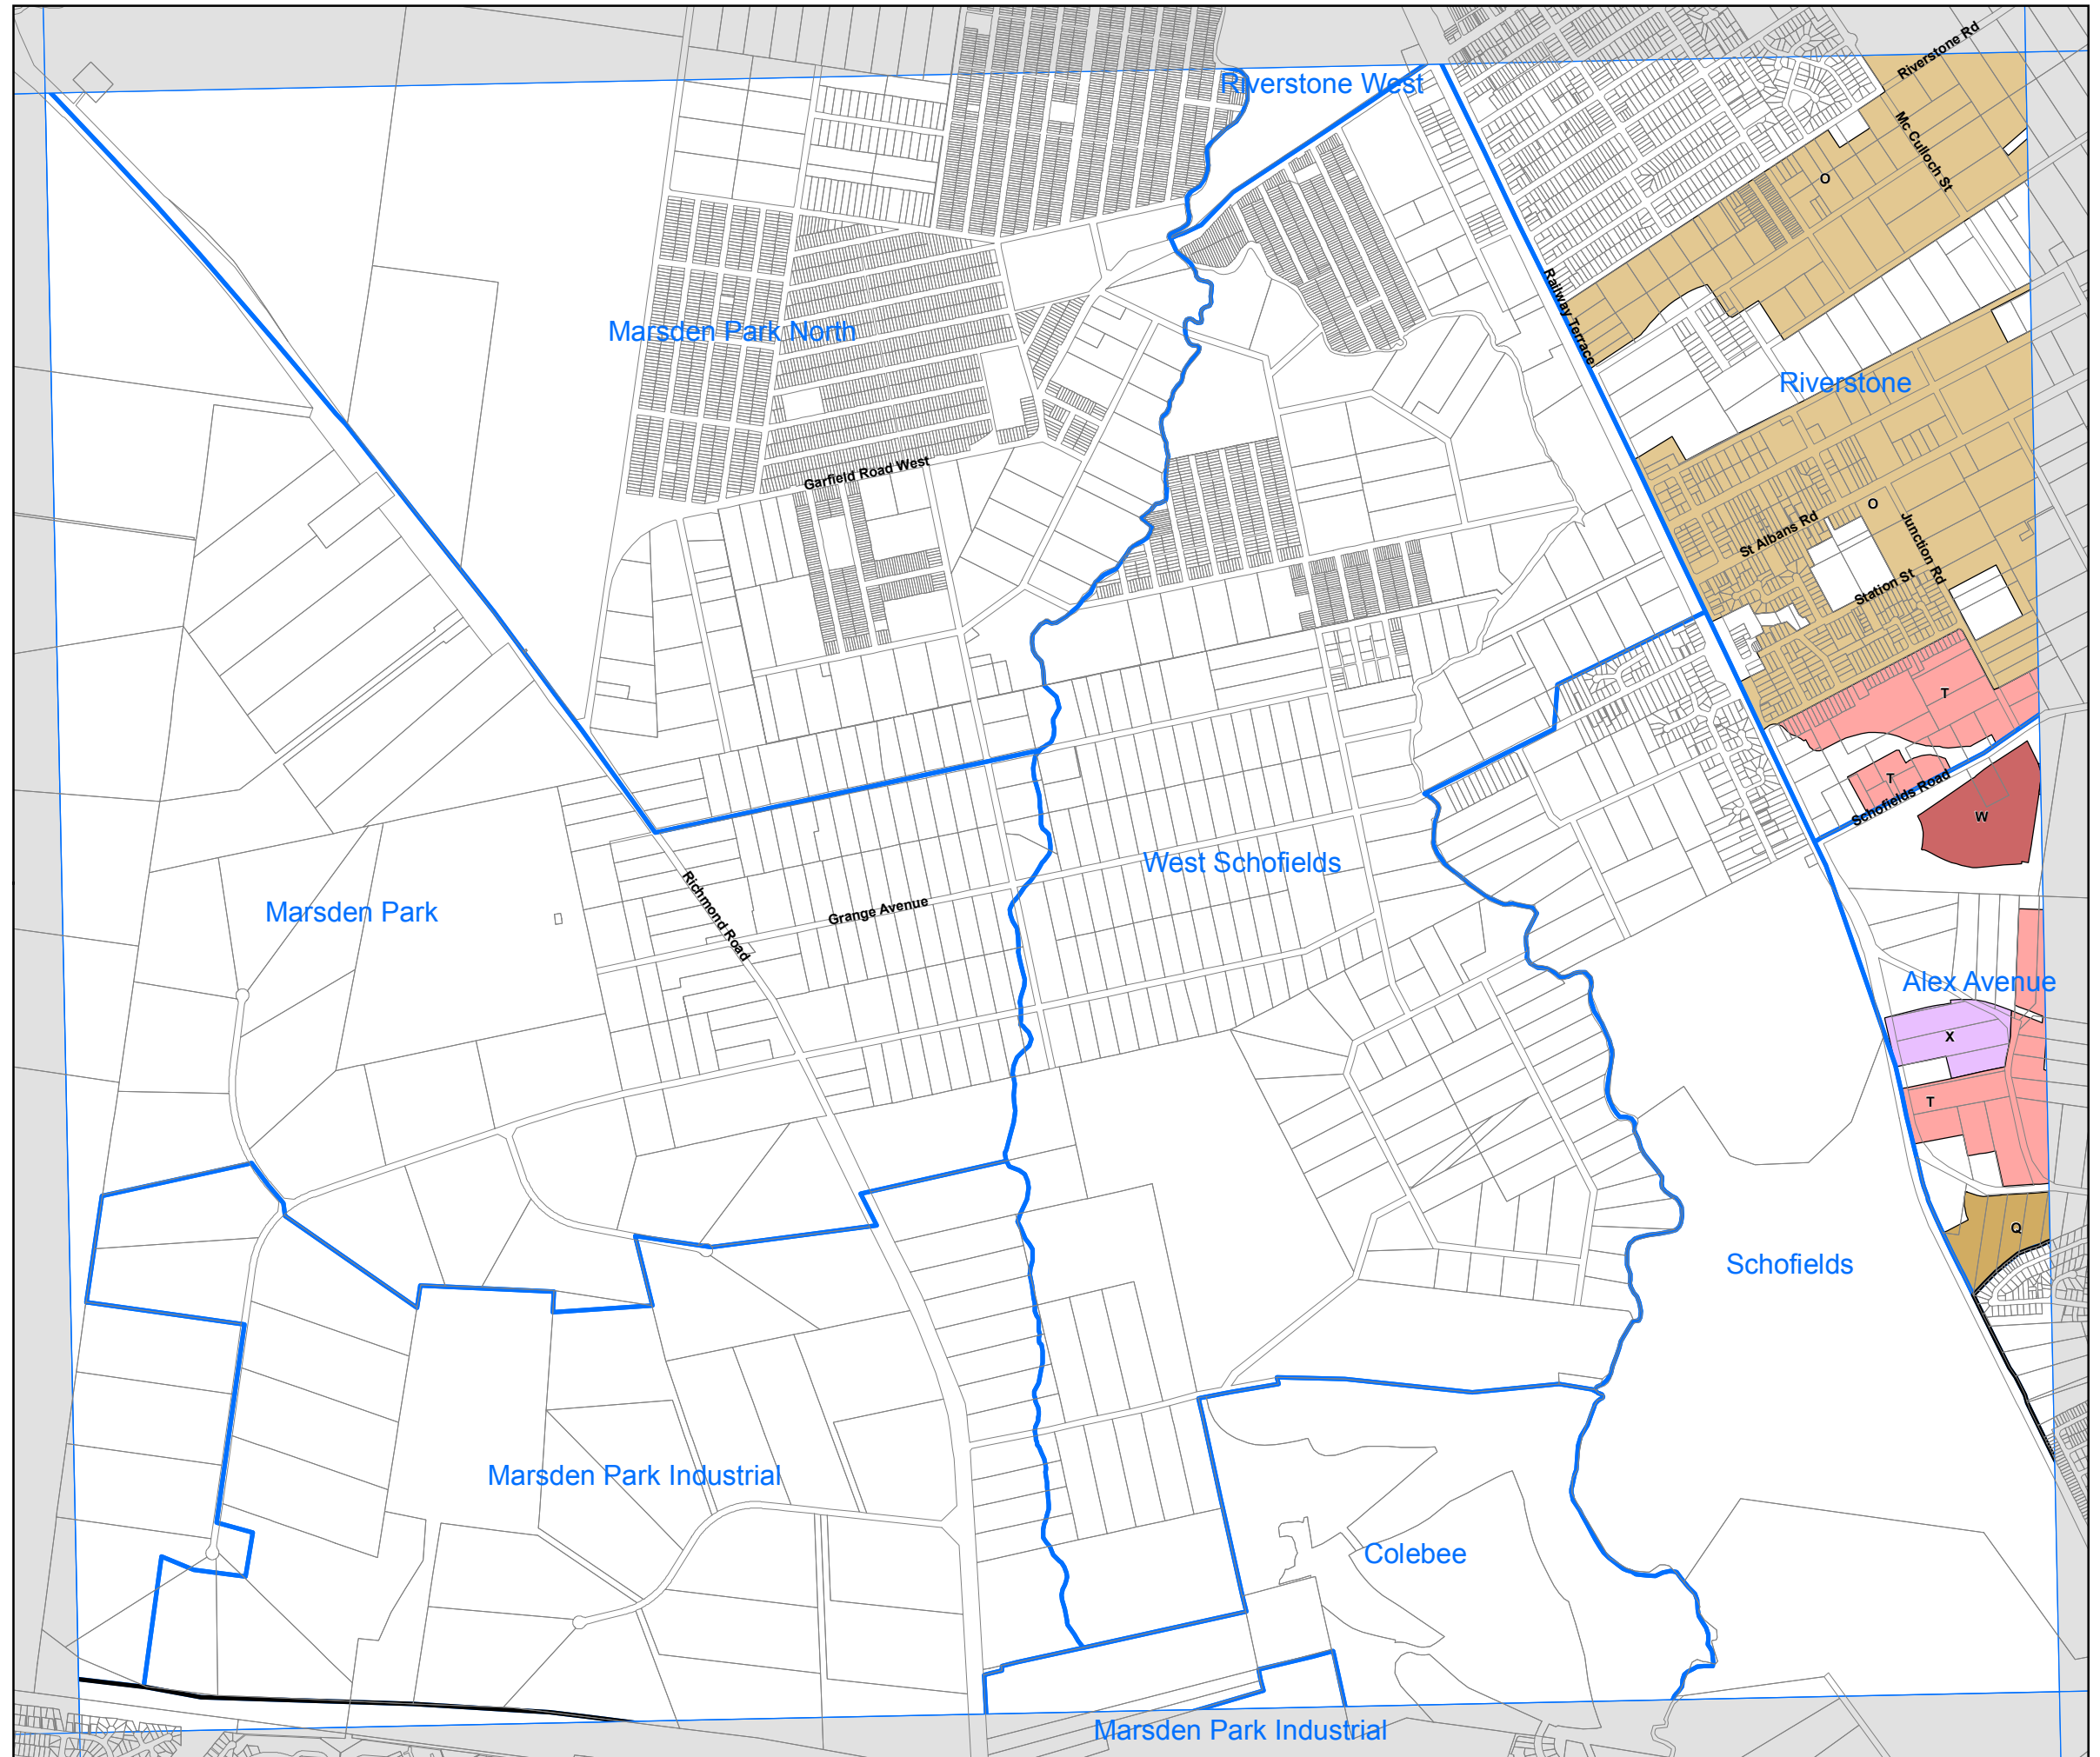 Riverstone Rd
Riverstone West
Mc Culloch St
O
Railway Terrace
Marsden Park North
Riverstone
Garfield Road West
O
St Albans Rd
Junction Rd
Station St
T
T
Schofields Road
W
West Schofields
Richmond Road
Grange Avenue
Marsden Park
Alex Avenue
X
T
Q
Schofields
Marsden Park Industrial
Colebee
Marsden Park Industrial